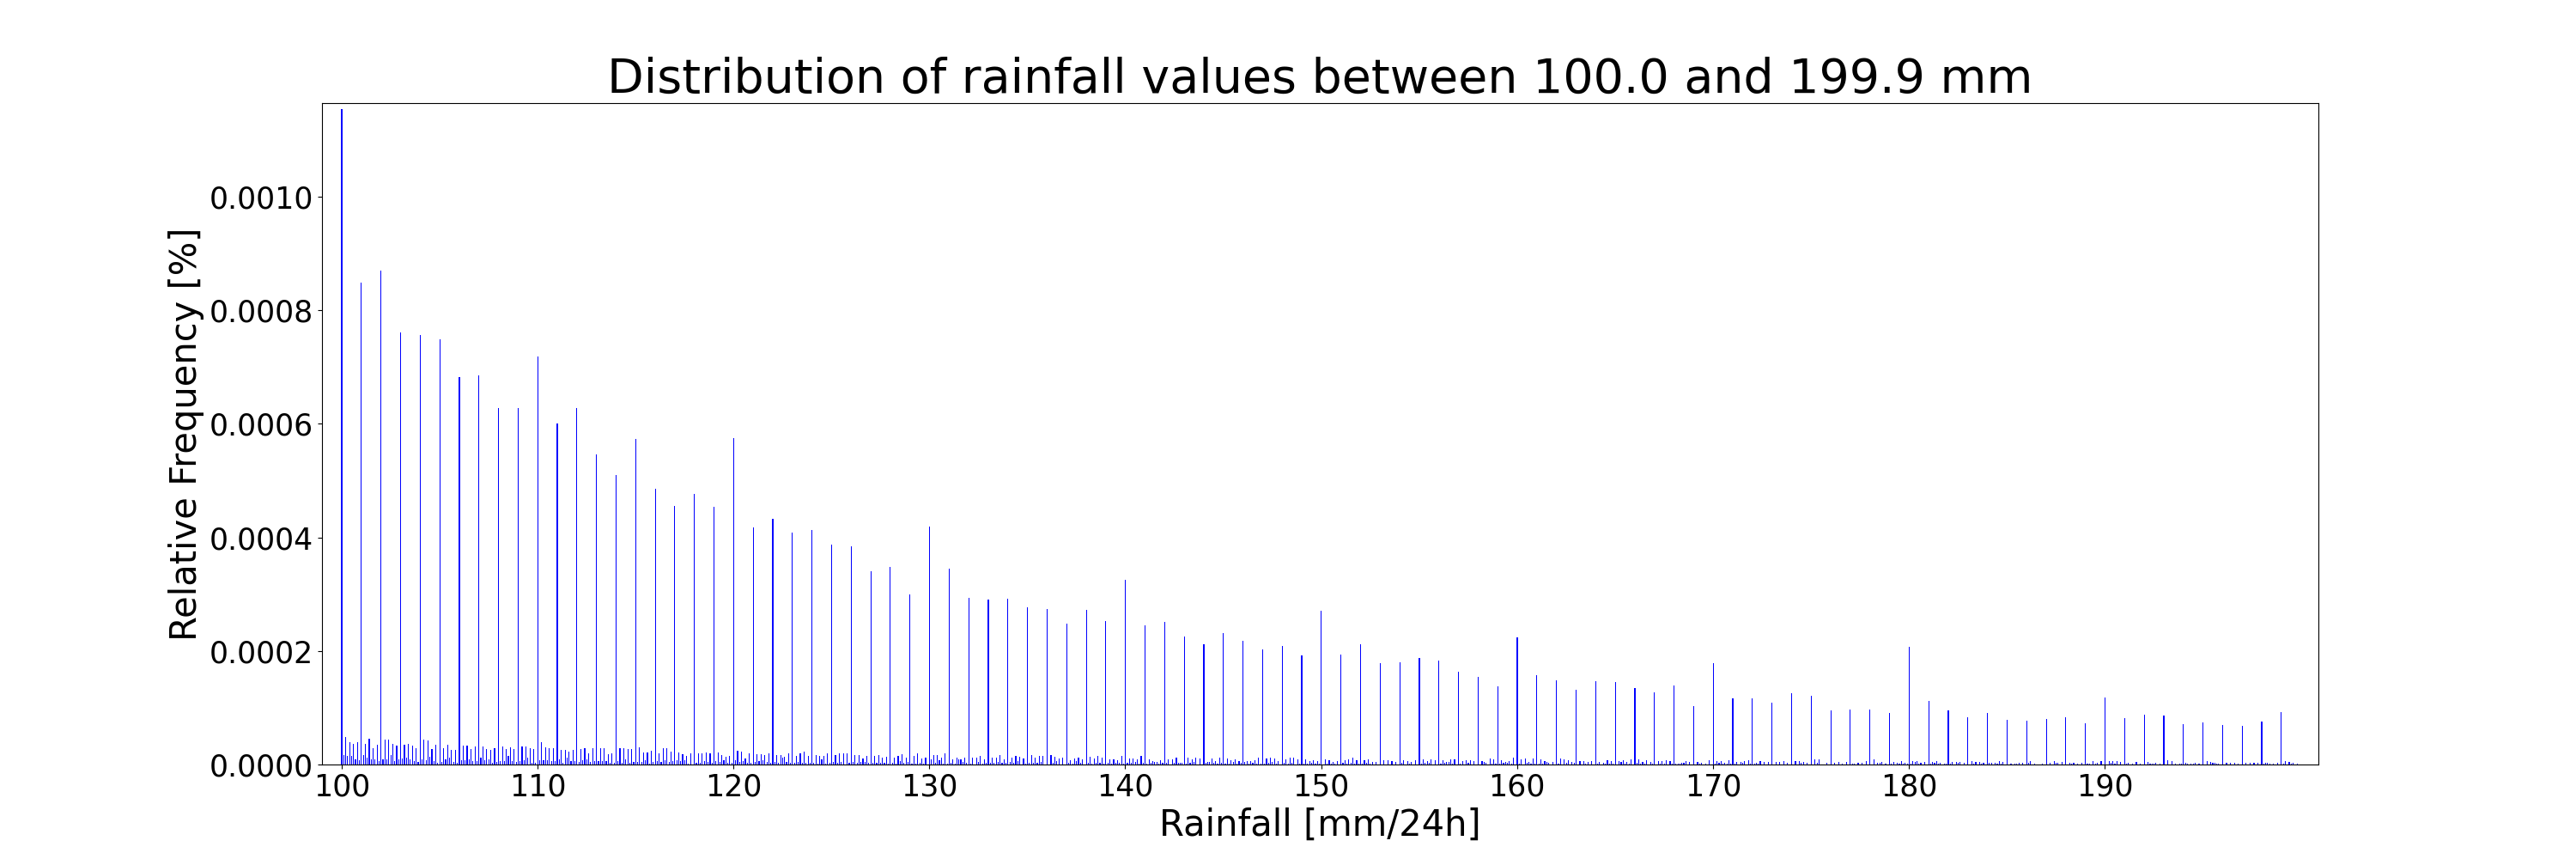 Distribution of rainfall values between 100.0 and 199.9 mm
Relative Frequency [%]
0.0010
0.0008
0.0006
0.0004
0.0002
0.0000
100 110 120 130 140 150 160 170 180 190
Rainfall [mm/24h]